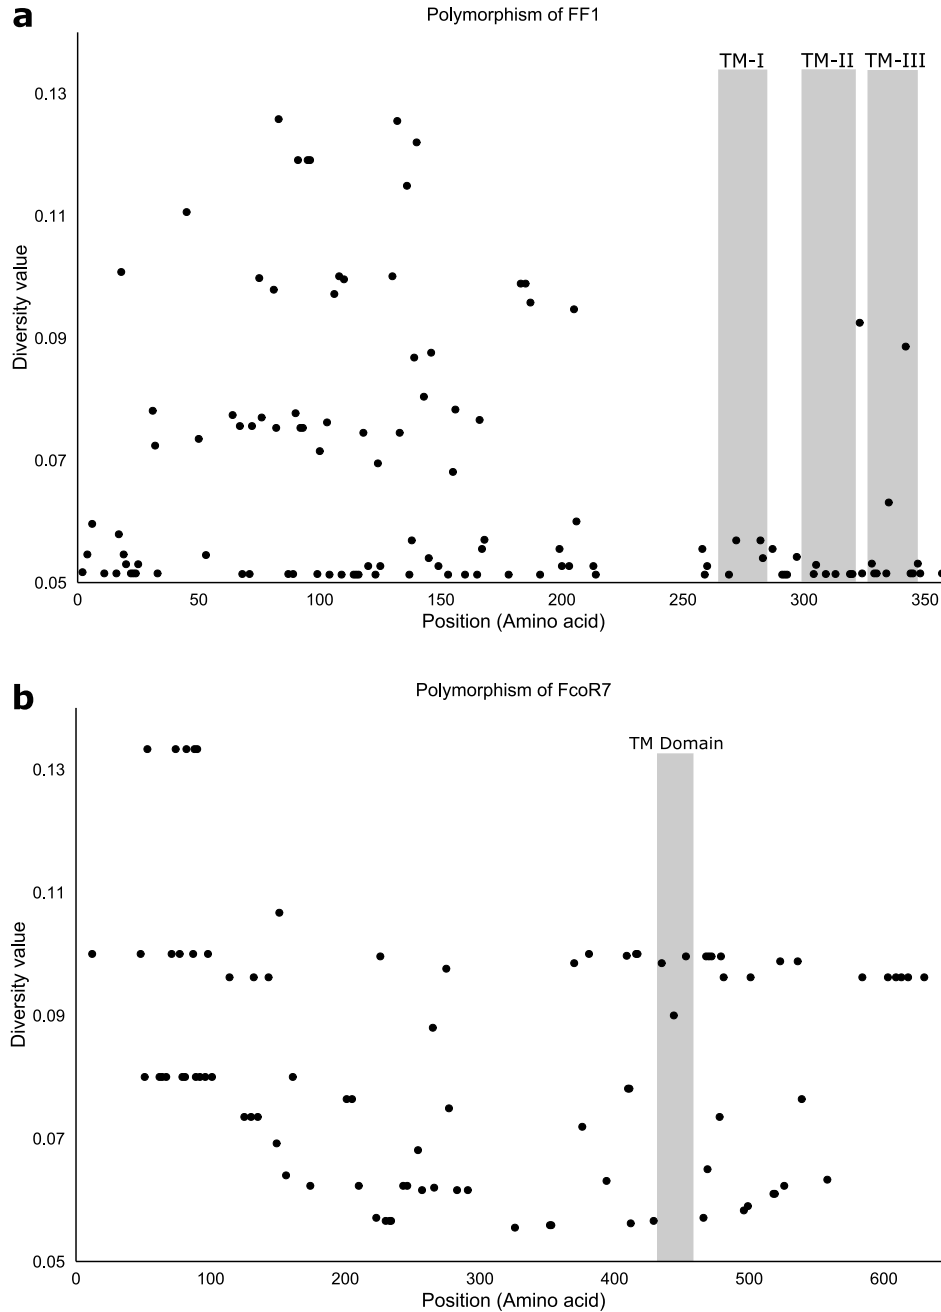 a
Polymorphism of FF1
TM-I
TM-II
TM-III
0.13
0.11
0.09
0.07
0.05
Diversity value
0
50
100
150
200
250
300
350
Position (Amino acid)
b
Polymorphism of FcoR7
TM Domain
0.13
0.11
0.09
0.07
0.05
Diversity value
0
100
200
300
400
500
600
Position (Amino acid)